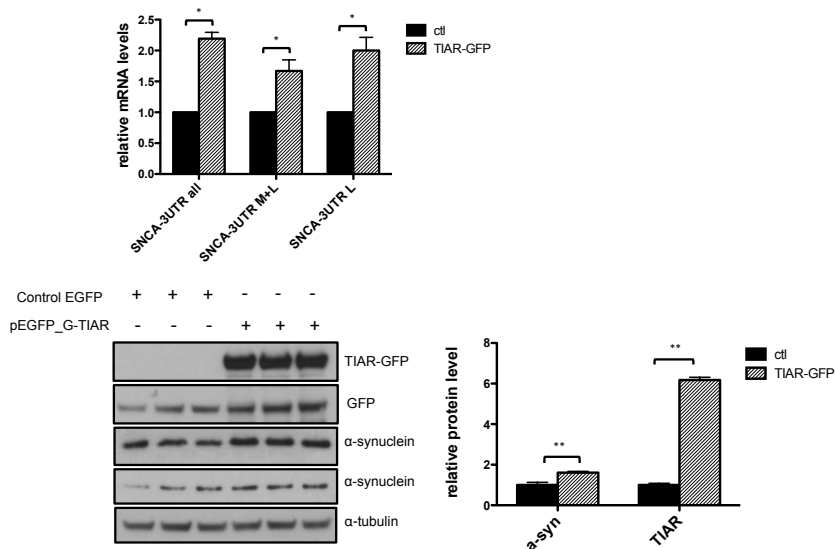 relative mRNA levels
2.5
2.0
1.5
1.0
0.5
0.0
*
*
*
ctl
TIAR-GFP
SNCA-3UTR all
SNCA-3UTR M+L
SNCA-3UTR L
Control EGFP + + + - - -
pEGFP_G-TIAR - - - + + +
TIAR-GFP
GFP
α-synuclein
α-synuclein
α-tubulin
relative protein level
8
6
4
2
0
**
**
ctl
TIAR-GFP
a-syn
TIAR